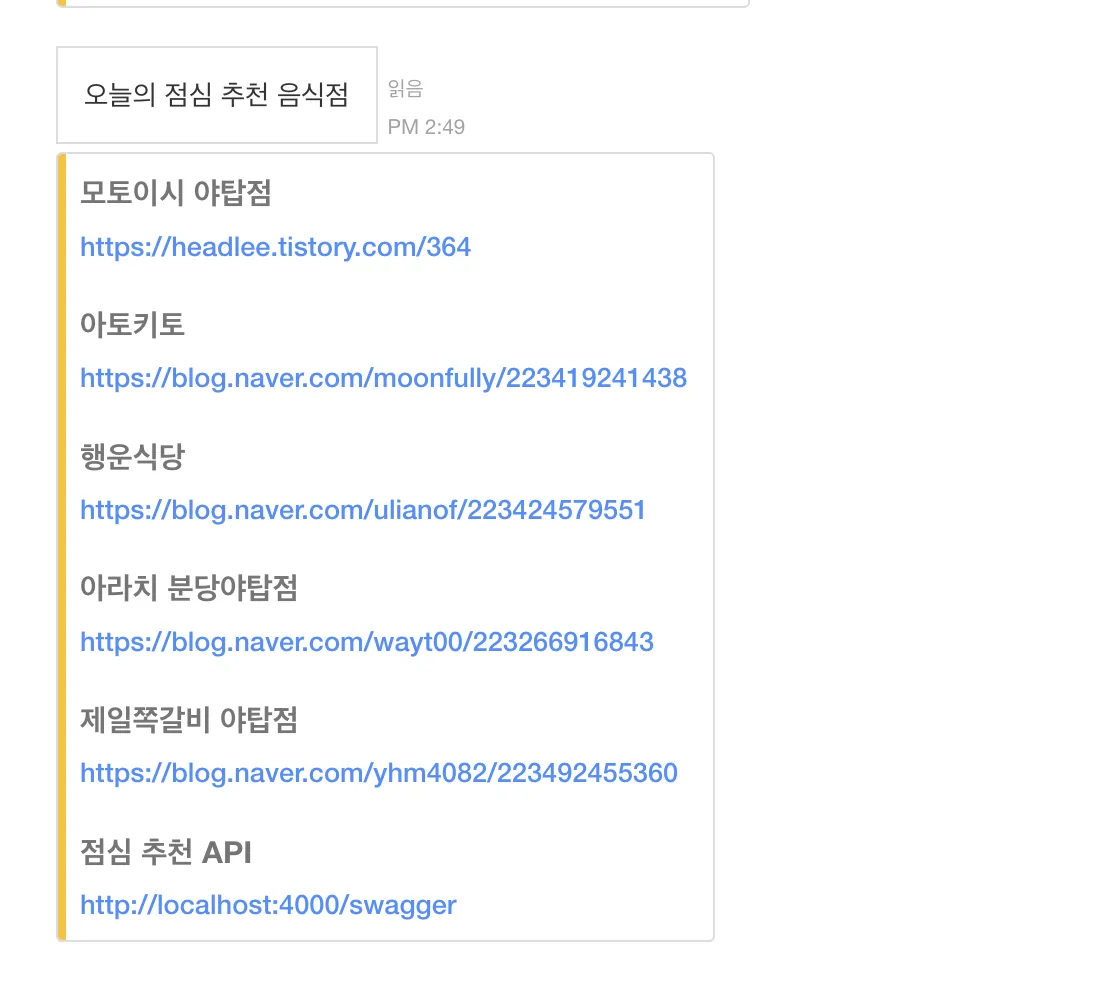 오늘의 점심 추천 음식점
읽음
PM 2:49
모토이시 야탑점
https://headlee.tistory.com/364
아토키토
https://blog.naver.com/moonfully/223419241438
행운식당
https://blog.naver.com/ulianof/223424579551
아라치 분당야탑점
https://blog.naver.com/wayt00/223266916843
제일쪽갈비 야탑점
https://blog.naver.com/yhm4082/223492455360
점심 추천 API
http://localhost:4000/swagger